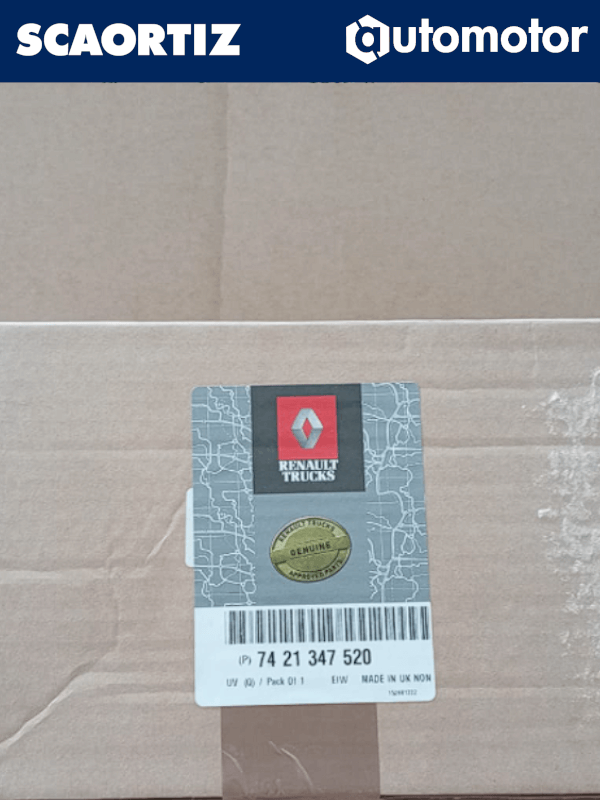 SCAORTIZ automotor
RENAULT
TRUCKS
RENAULT TRUCKS
GENUINE
APPROVED PARTS
(P) 74 21 347 520
UV (Q) / Pack 01 1 EIW MADE IN UK NON